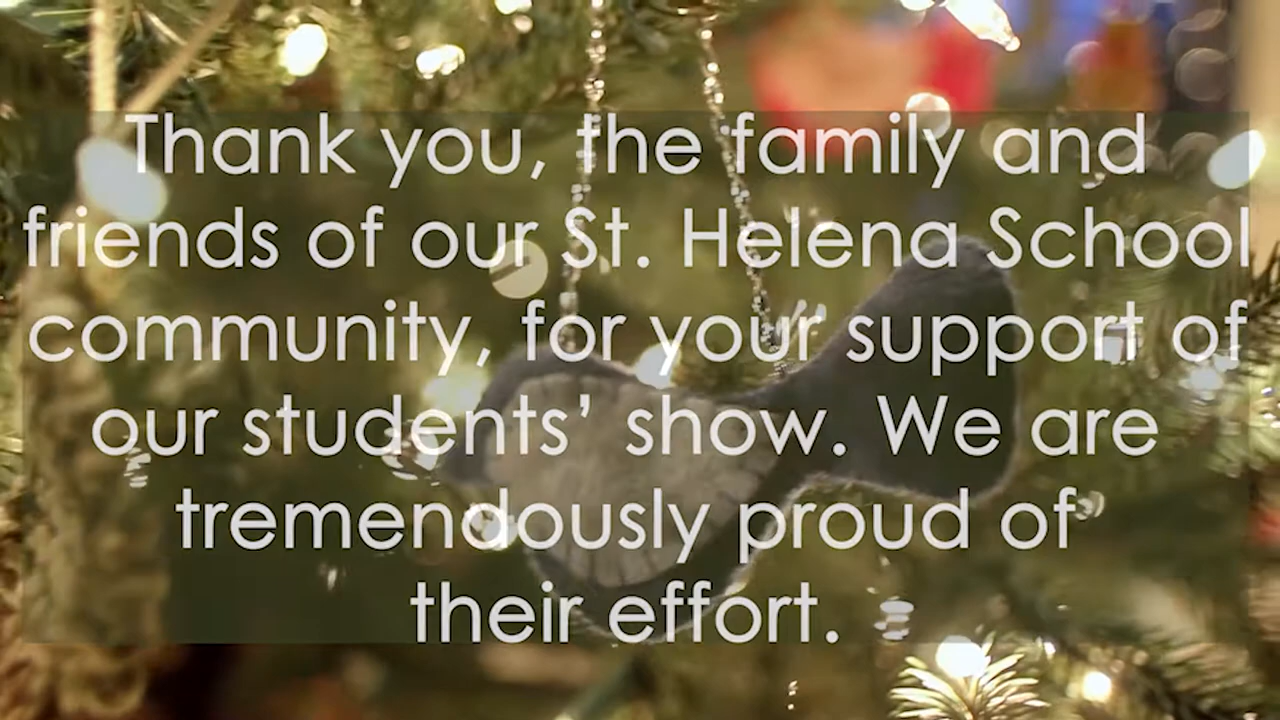 Thank you, the family and
friends of our St. Helena School
community, for your support of
our students’ show. We are
tremendously proud of
their effort.